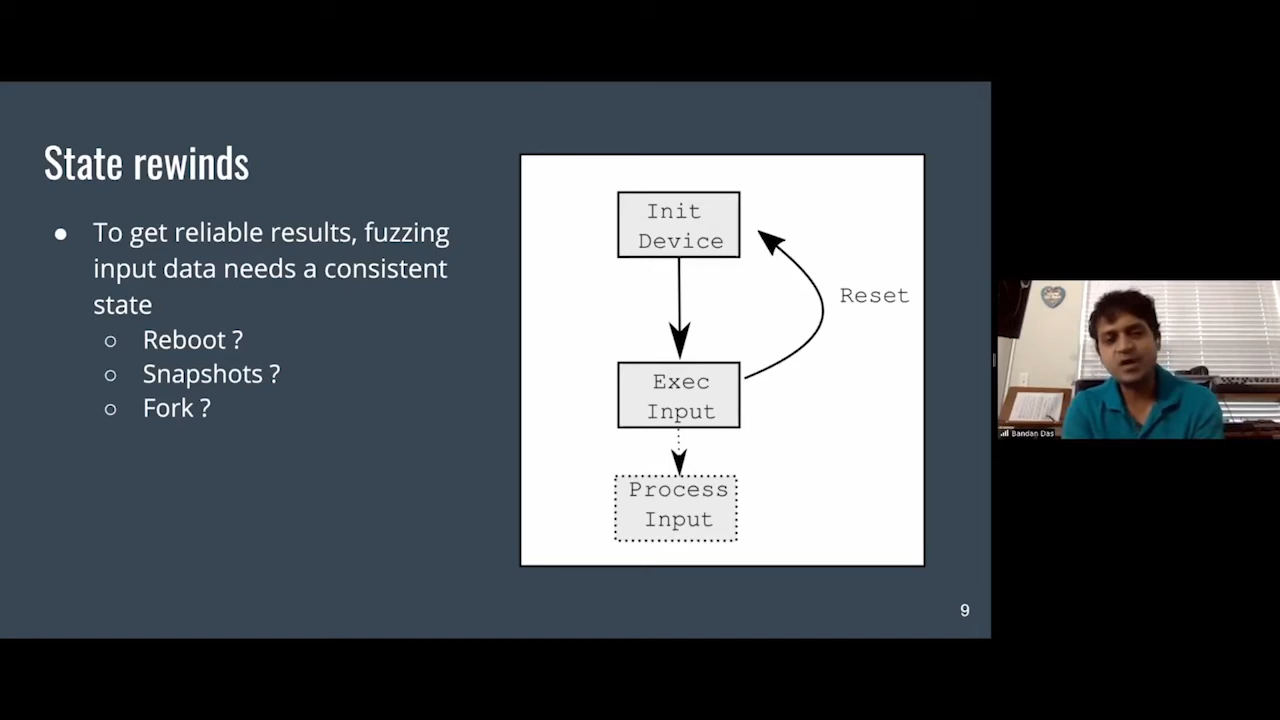 State rewinds
● To get reliable results, fuzzing
input data needs a consistent
state
○ Reboot ?
○ Snapshots ?
○ Fork ?
Init
Device
Reset
Exec
Input
Process
Input
9
Bandan Das